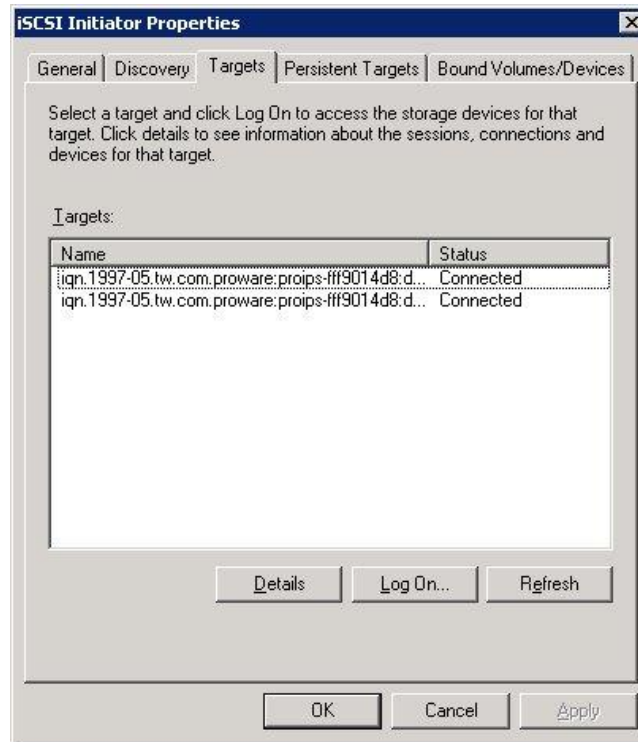 iSCSI Initiator Properties
General Discovery Targets Persistent Targets Bound Volumes/Devices
Select a target and click Log On to access the storage devices for that
target. Click details to see information about the sessions, connections and
devices for that target.
Targets:
Name Status
iqn.1997-05.tw.com.proware:proips-fff9014d8:d... Connected
iqn.1997-05.tw.com.proware:proips-fff9014d8:d... Connected
Details Log On... Refresh
OK Cancel Apply